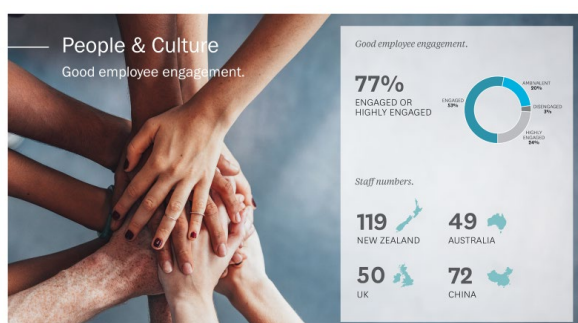 People & Culture
Good employee engagement.
Good employee engagement.
77%
ENGAGED OR
HIGHLY ENGAGED
AMBIVALENT
20%
ENGAGED
53%
DISENGAGED
3%
HIGHLY
ENGAGED
24%
Staff numbers.
119
NEW ZEALAND
49
AUSTRALIA
50
UK
72
CHINA